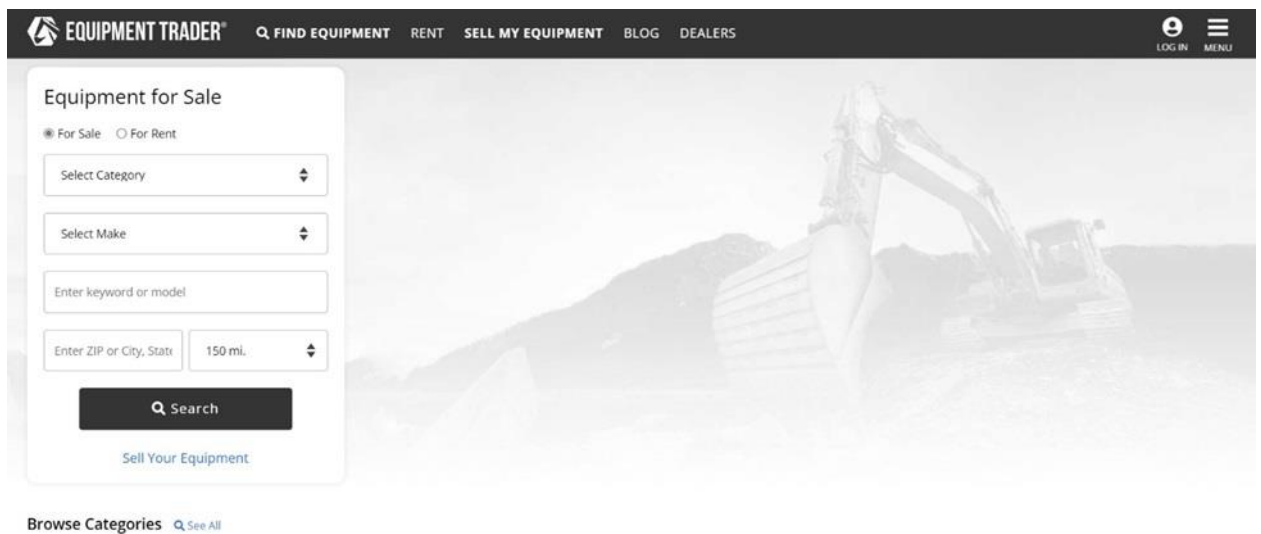 EQUIPMENT TRADER® FIND EQUIPMENT RENT SELL MY EQUIPMENT BLOG DEALERS LOG IN MENU
Equipment for Sale
For Sale For Rent
Select Category
Select Make
Enter keyword or model
Enter ZIP or City, State 150 mi.
Search
Sell Your Equipment
Browse Categories See All